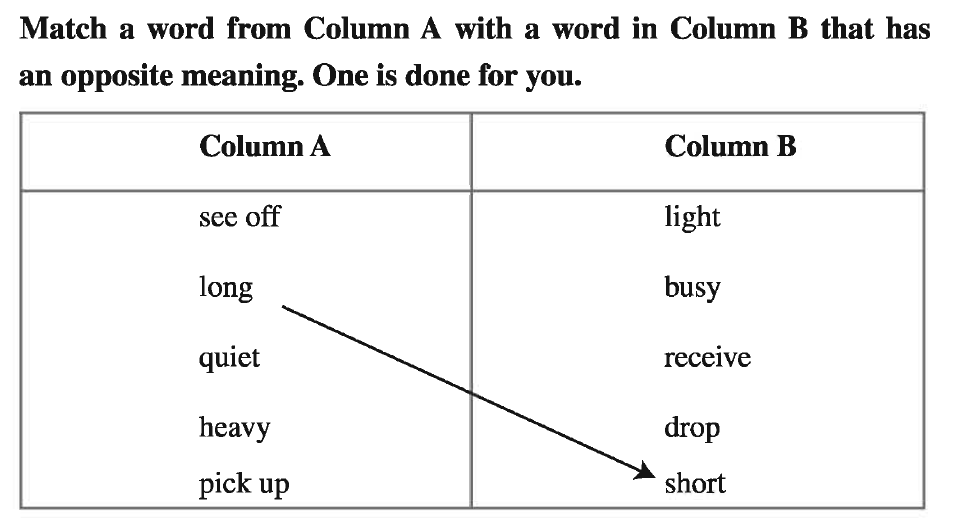 Match a word from Column A with a word in Column B that has
an opposite meaning. One is done for you.
Column A Column B
see off light
long busy
quiet receive
heavy drop
pick up short